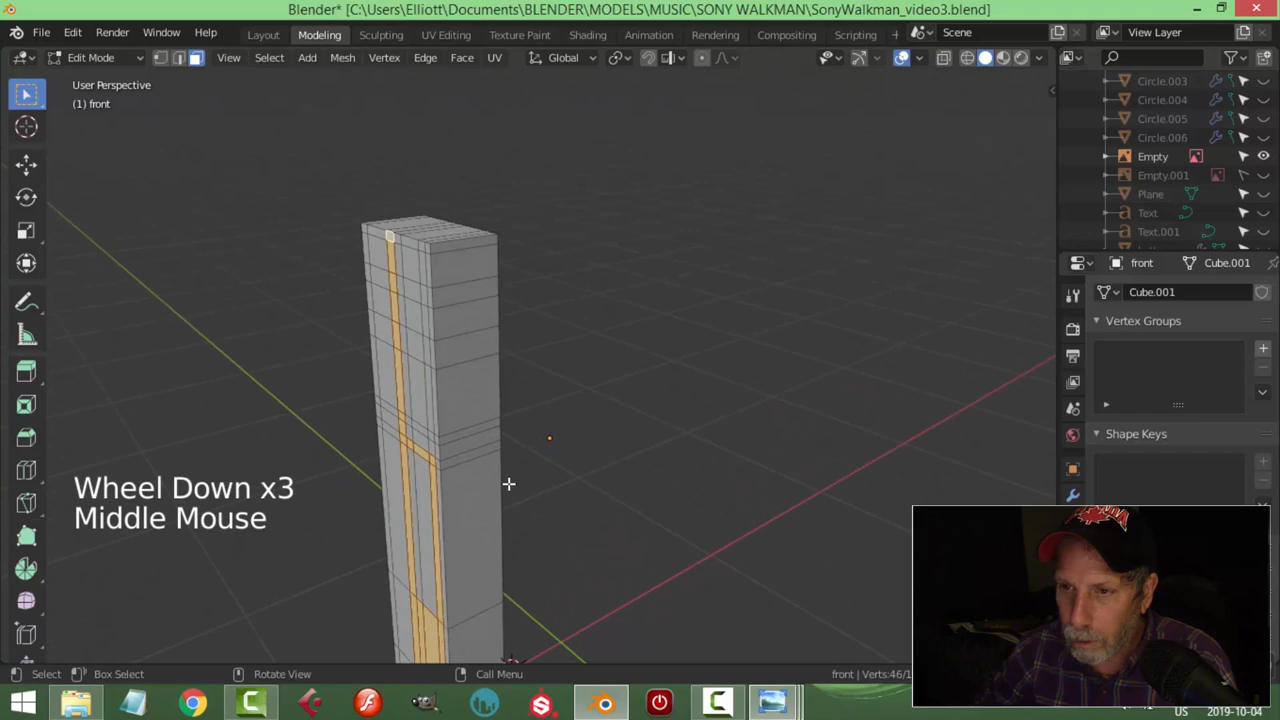 Blender* [C:\Users\Elliott\Documents\BLENDER\MODELS\MUSIC\SONY WALKMAN\SonyWalkman_video3.blend]
File Edit Render Window Help Layout Modeling Sculpting UV Editing Texture Paint Shading Animation Rendering Compositing Scripting + Scene View Layer
Edit Mode View Select Add Mesh Vertex Edge Face UV Global
User Perspective
(1) front
Circle.003
Circle.004
Circle.005
Circle.006
Empty
Empty.001
Plane
Text
Text.001
front Cube.001
Cube.001
Vertex Groups
Shape Keys
Wheel Down x3
Middle Mouse
Select Box Select Rotate View Call Menu front | Verts:46/1
US 2019-10-04